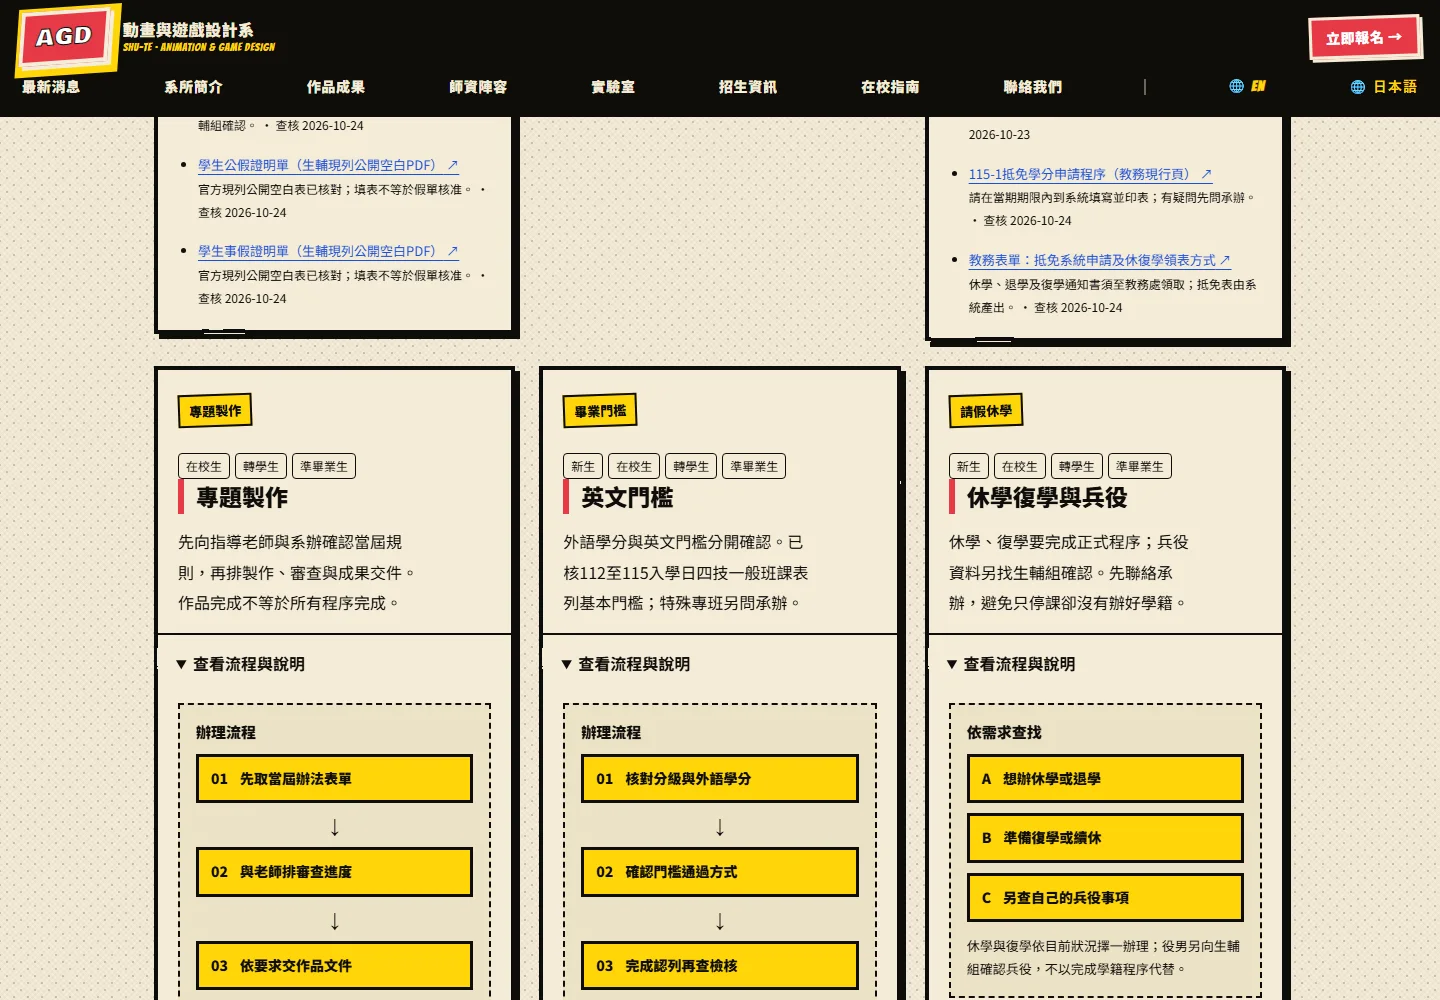 AGD
動畫與遊戲設計系
SHU-TE · ANIMATION & GAME DESIGN
立即報名 →
最新消息
系所簡介
作品成果
師資陣容
實驗室
招生資訊
在校指南
聯絡我們
|
🌐 EN
🌐 日本語
輔組確認。 · 查核 2026-10-24
學生公假證明單（生輔現列公開空白PDF） ↗
官方現列公開空白表已核對；填表不等於假單核准。 ·
查核 2026-10-24
學生事假證明單（生輔現列公開空白PDF） ↗
官方現列公開空白表已核對；填表不等於假單核准。 ·
查核 2026-10-24
2026-10-23
115-1抵免學分申請程序（教務現行頁） ↗
請在當期期限內到系統填寫並印表；有疑問先問承辦。
· 查核 2026-10-24
教務表單：抵免系統申請及休復學領表方式 ↗
休學、退學及復學通知書須至教務處領取；抵免表由系
統產出。 · 查核 2026-10-24
專題製作
在校生
轉學生
準畢業生
專題製作
先向指導老師與系辦確認當屆規
則，再排製作、審查與成果交件。
作品完成不等於所有程序完成。
▼ 查看流程與說明
辦理流程
01 先取當屆辦法表單
↓
02 與老師排審查進度
↓
03 依要求交作品文件
畢業門檻
新生
在校生
轉學生
準畢業生
英文門檻
外語學分與英文門檻分開確認。已
核112至115入學日四技一般班課表
列基本門檻；特殊專班另問承辦。
▼ 查看流程與說明
辦理流程
01 核對分級與外語學分
↓
02 確認門檻通過方式
↓
03 完成認列再查檢核
請假休學
新生
在校生
轉學生
準畢業生
休學復學與兵役
休學、復學要完成正式程序；兵役
資料另找生輔組確認。先聯絡承
辦，避免只停課卻沒有辦好學籍。
▼ 查看流程與說明
依需求查找
A 想辦休學或退學
B 準備復學或續休
C 另查自己的兵役事項
休學與復學依目前狀況擇一辦理；役男另向生輔
組確認兵役，不以完成學籍程序代替。